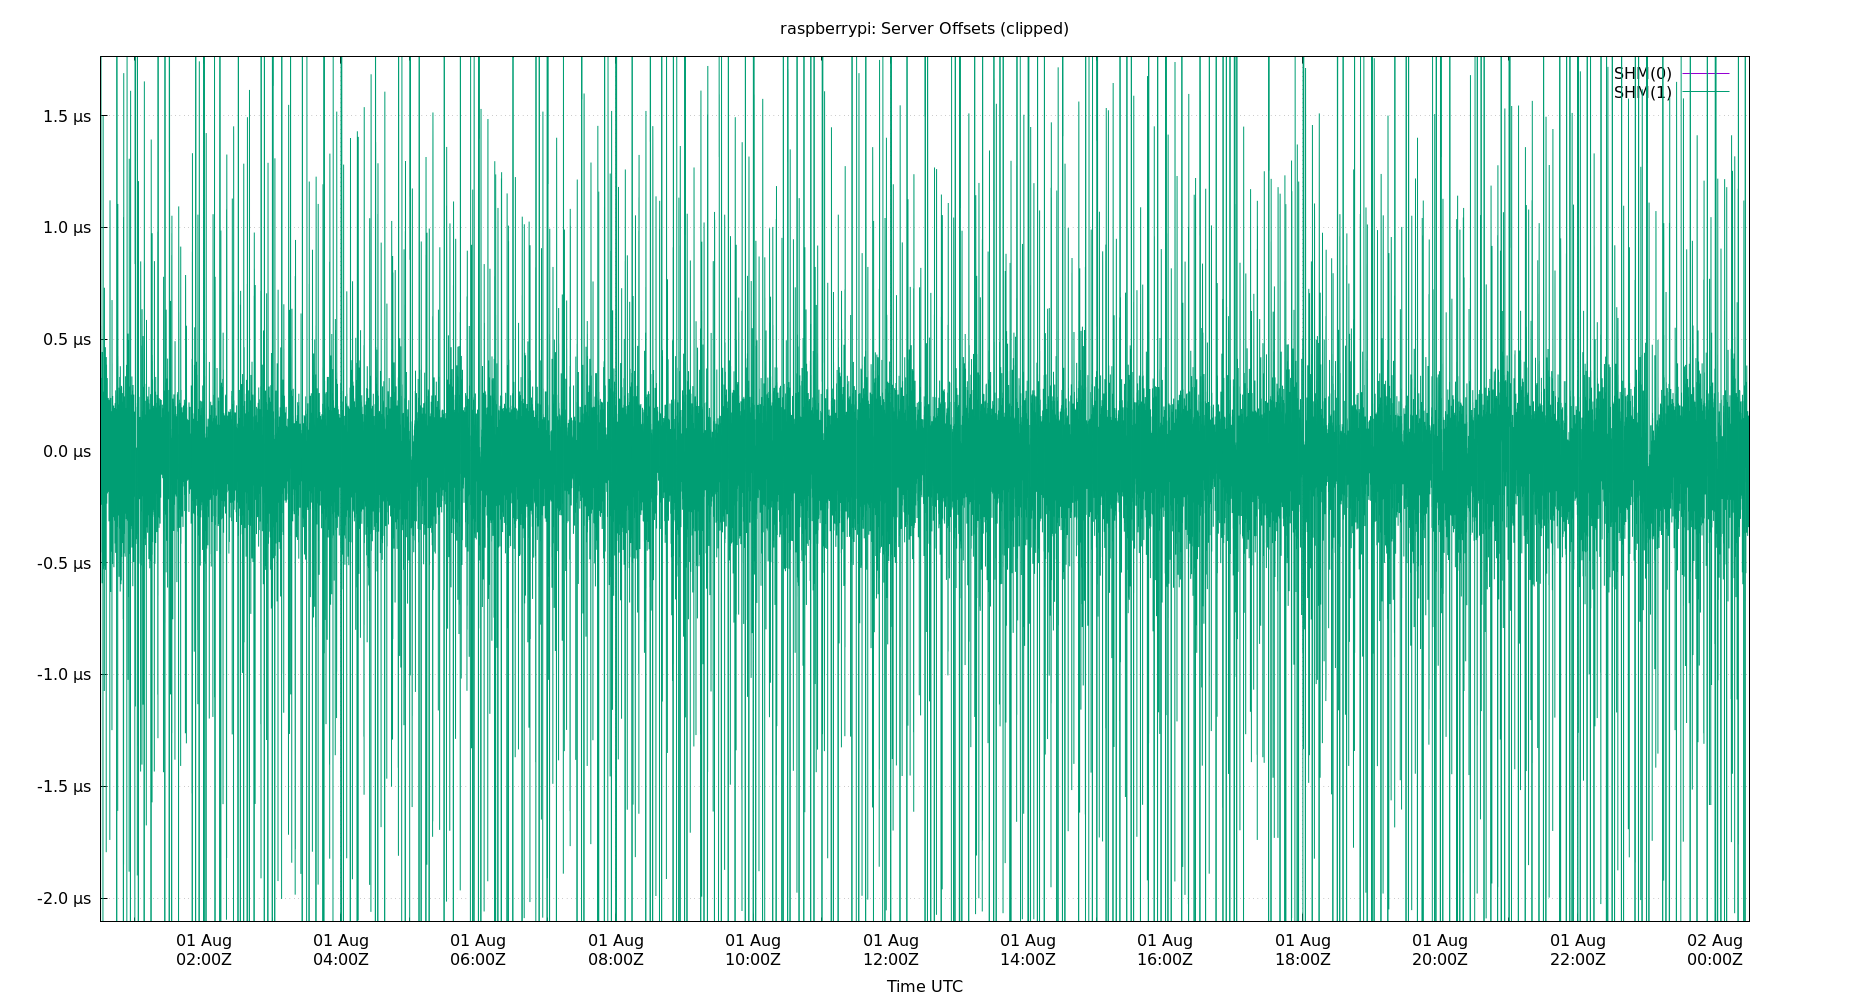 raspberrypi: Server Offsets (clipped)
SHM(0)
SHM(1)
1.5 µs
1.0 µs
0.5 µs
0.0 µs
-0.5 µs
-1.0 µs
-1.5 µs
-2.0 µs
01 Aug 01 Aug 01 Aug 01 Aug 01 Aug 01 Aug 01 Aug 01 Aug 01 Aug 01 Aug 01 Aug 02 Aug
02:00Z 04:00Z 06:00Z 08:00Z 10:00Z 12:00Z 14:00Z 16:00Z 18:00Z 20:00Z 22:00Z 00:00Z
Time UTC